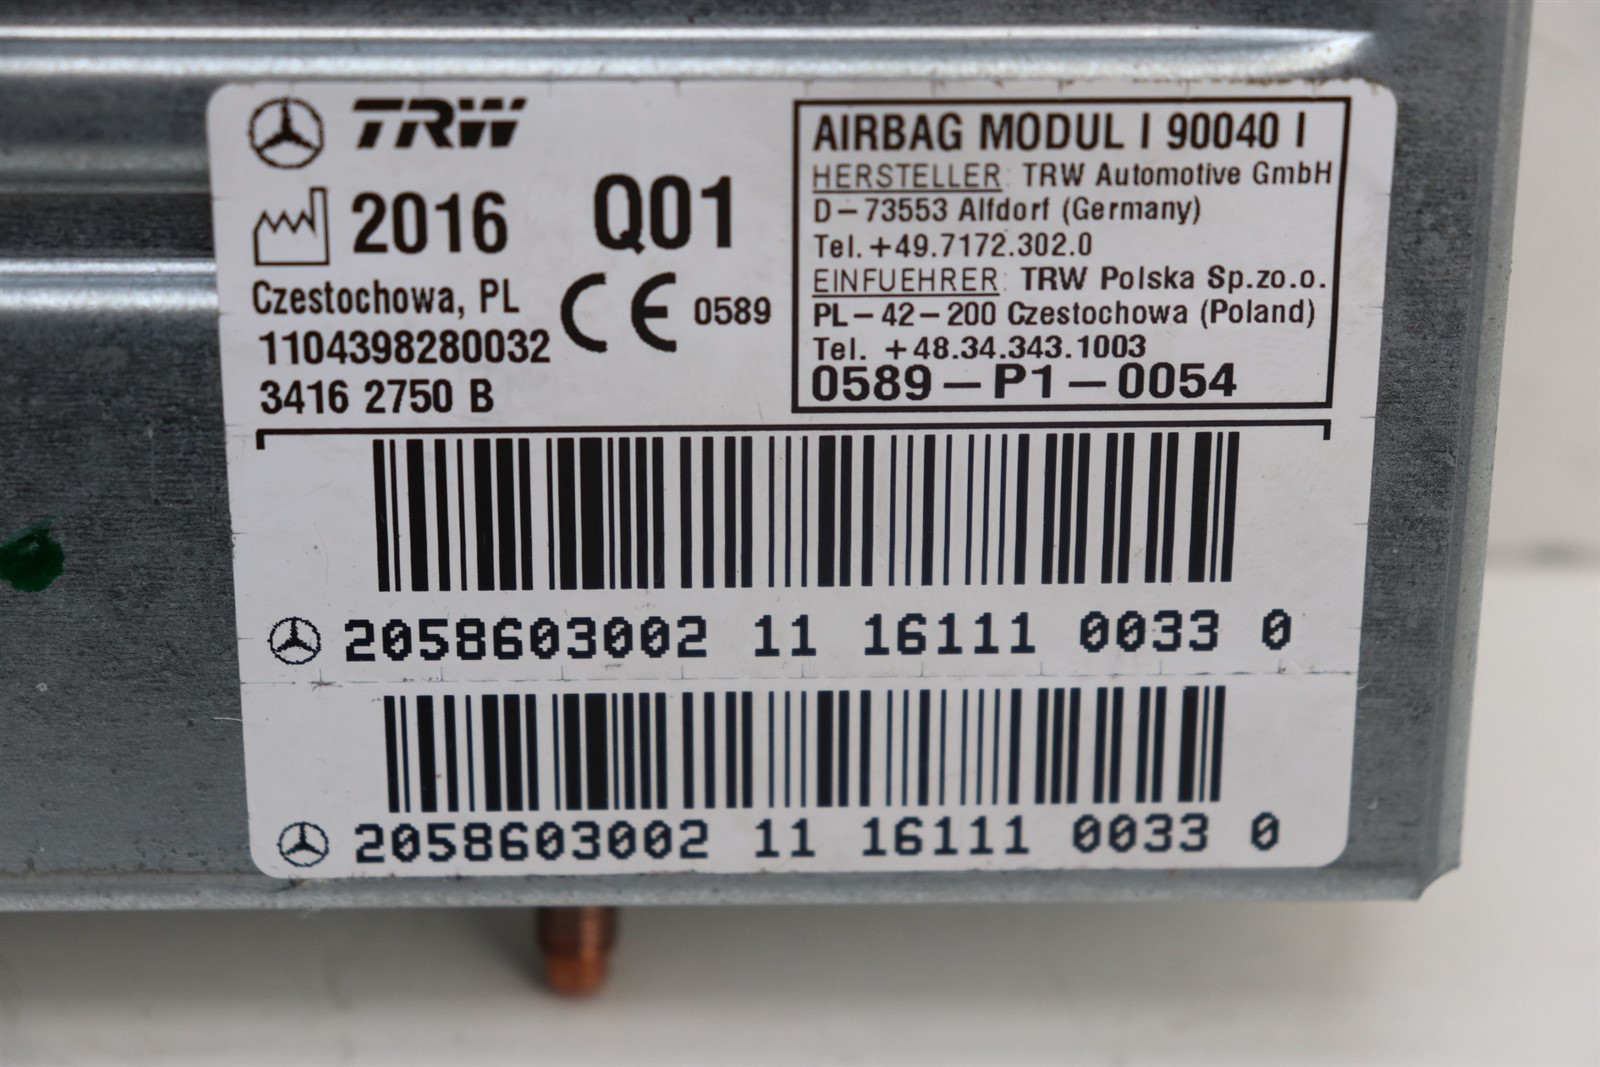 TRW
2016 Q01
Czestochowa, PL
CE 0589
1104398280032
34162750 B
AIRBAG MODUL I 90040 I
HERSTELLER: TRW Automotive GmbH
D-73553 Alfdorf (Germany)
Tel. +49.7172.302.0
EINFUEHRER: TRW Polska Sp.zo.o.
PL-42-200 Czestochowa (Poland)
Tel. +48.34.343.1003
0589-P1-0054
2058603002 11 16111 0033 0
2058603002 11 16111 0033 0